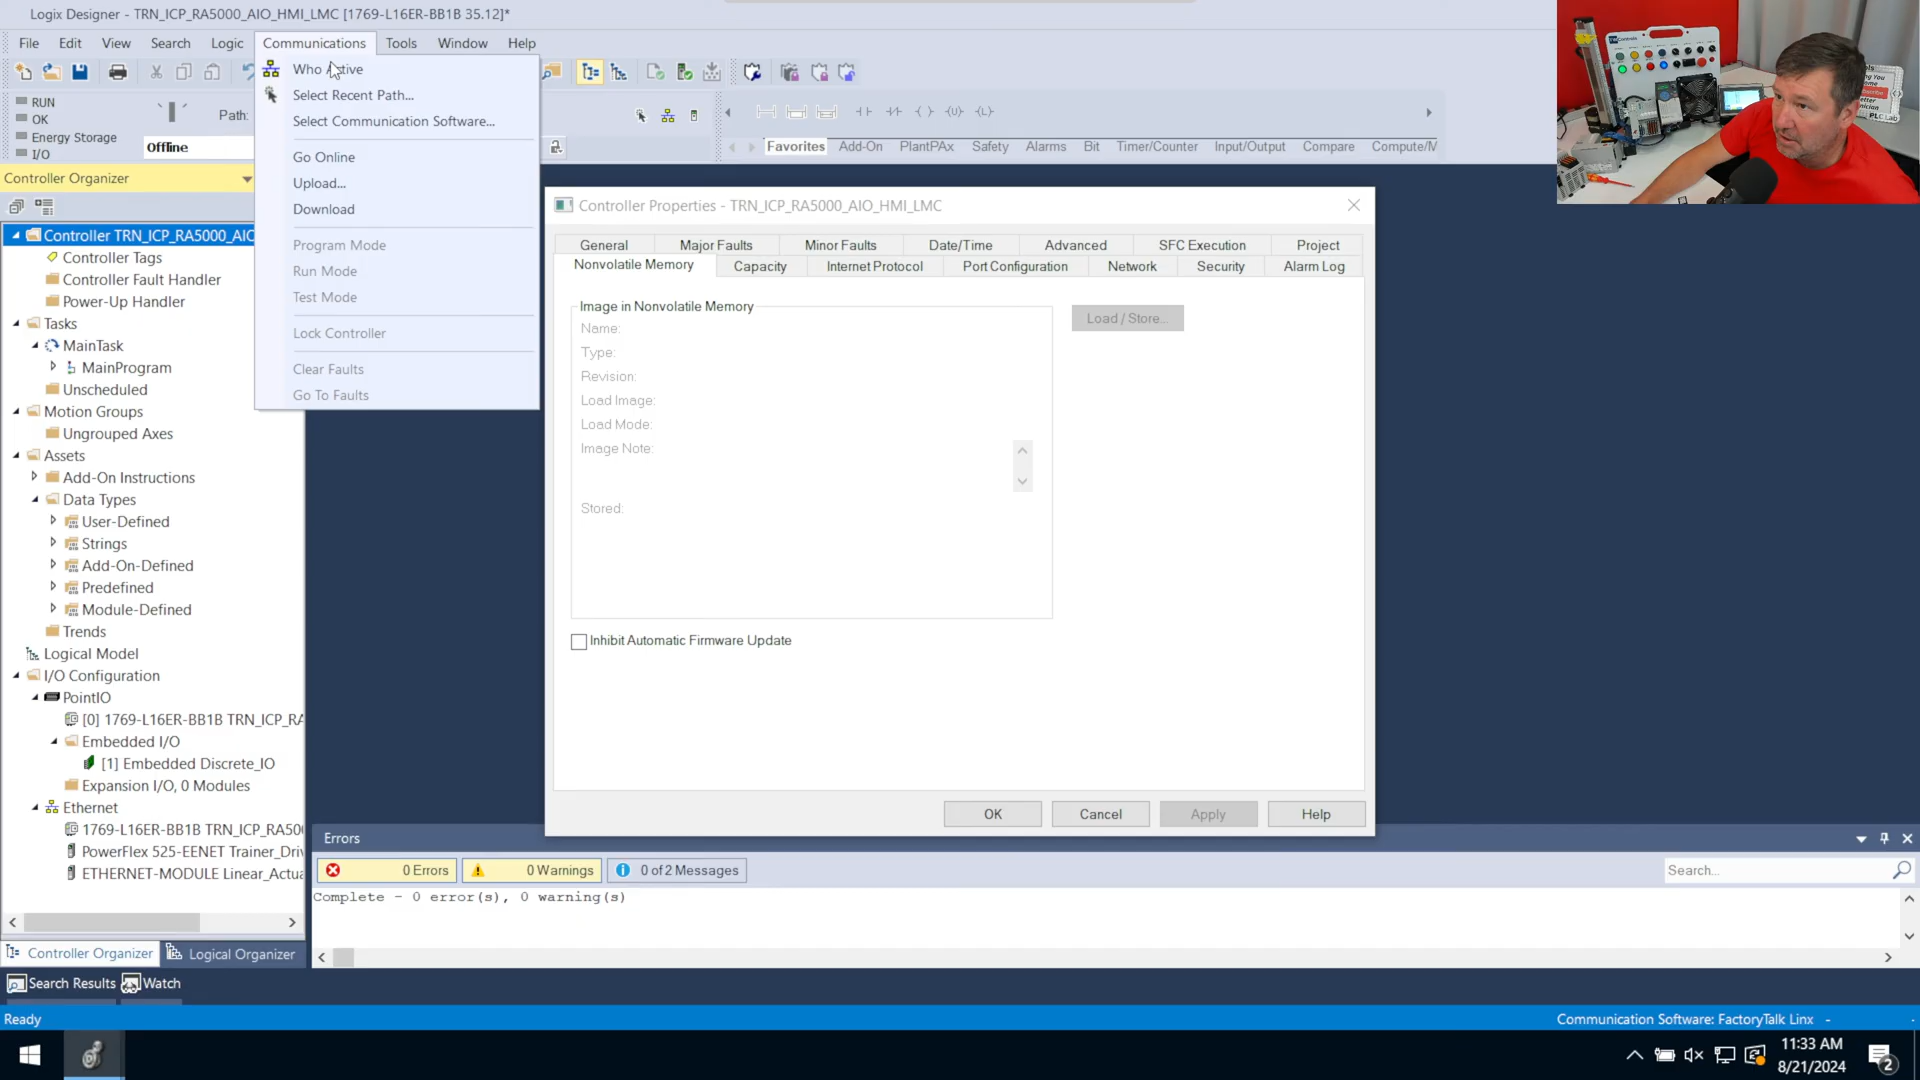 Logix Designer - TRN_ICP_RA5000_AIO_HMI_LMC [1769-L16ER-BB1B 35.12]*
File Edit View Search Logic Communications Tools Window Help
RUN
OK
Energy Storage
I/O
Path:
Offline
Who Active
Select Recent Path...
Select Communication Software...
Go Online
Upload...
Download
Program Mode
Run Mode
Test Mode
Lock Controller
Clear Faults
Go To Faults
Favorites Add-On PlantPAx Safety Alarms Bit Timer/Counter Input/Output Compare Compute/M
Controller Organizer
Controller TRN_ICP_RA5000_AIO
Controller Tags
Controller Fault Handler
Power-Up Handler
Tasks
MainTask
MainProgram
Unscheduled
Motion Groups
Ungrouped Axes
Assets
Add-On Instructions
Data Types
User-Defined
Strings
Add-On-Defined
Predefined
Module-Defined
Trends
Logical Model
I/O Configuration
PointIO
[0] 1769-L16ER-BB1B TRN_ICP_RA
Embedded I/O
[1] Embedded Discrete_IO
Expansion I/O, 0 Modules
Ethernet
1769-L16ER-BB1B TRN_ICP_RA500
PowerFlex 525-EENET Trainer_Driv
ETHERNET-MODULE Linear_Actua
Controller Organizer Logical Organizer
Controller Properties - TRN_ICP_RA5000_AIO_HMI_LMC
General Major Faults Minor Faults Date/Time Advanced SFC Execution Project
Nonvolatile Memory Capacity Internet Protocol Port Configuration Network Security Alarm Log
Image in Nonvolatile Memory
Load / Store...
Name:
Type:
Revision:
Load Image:
Load Mode:
Image Note:
Stored:
Inhibit Automatic Firmware Update
OK Cancel Apply Help
Errors
0 Errors 0 Warnings 0 of 2 Messages
Search...
Complete - 0 error(s), 0 warning(s)
Search Results Watch
Ready
Communication Software: FactoryTalk Linx -
11:33 AM
8/21/2024
2
PLC Lab